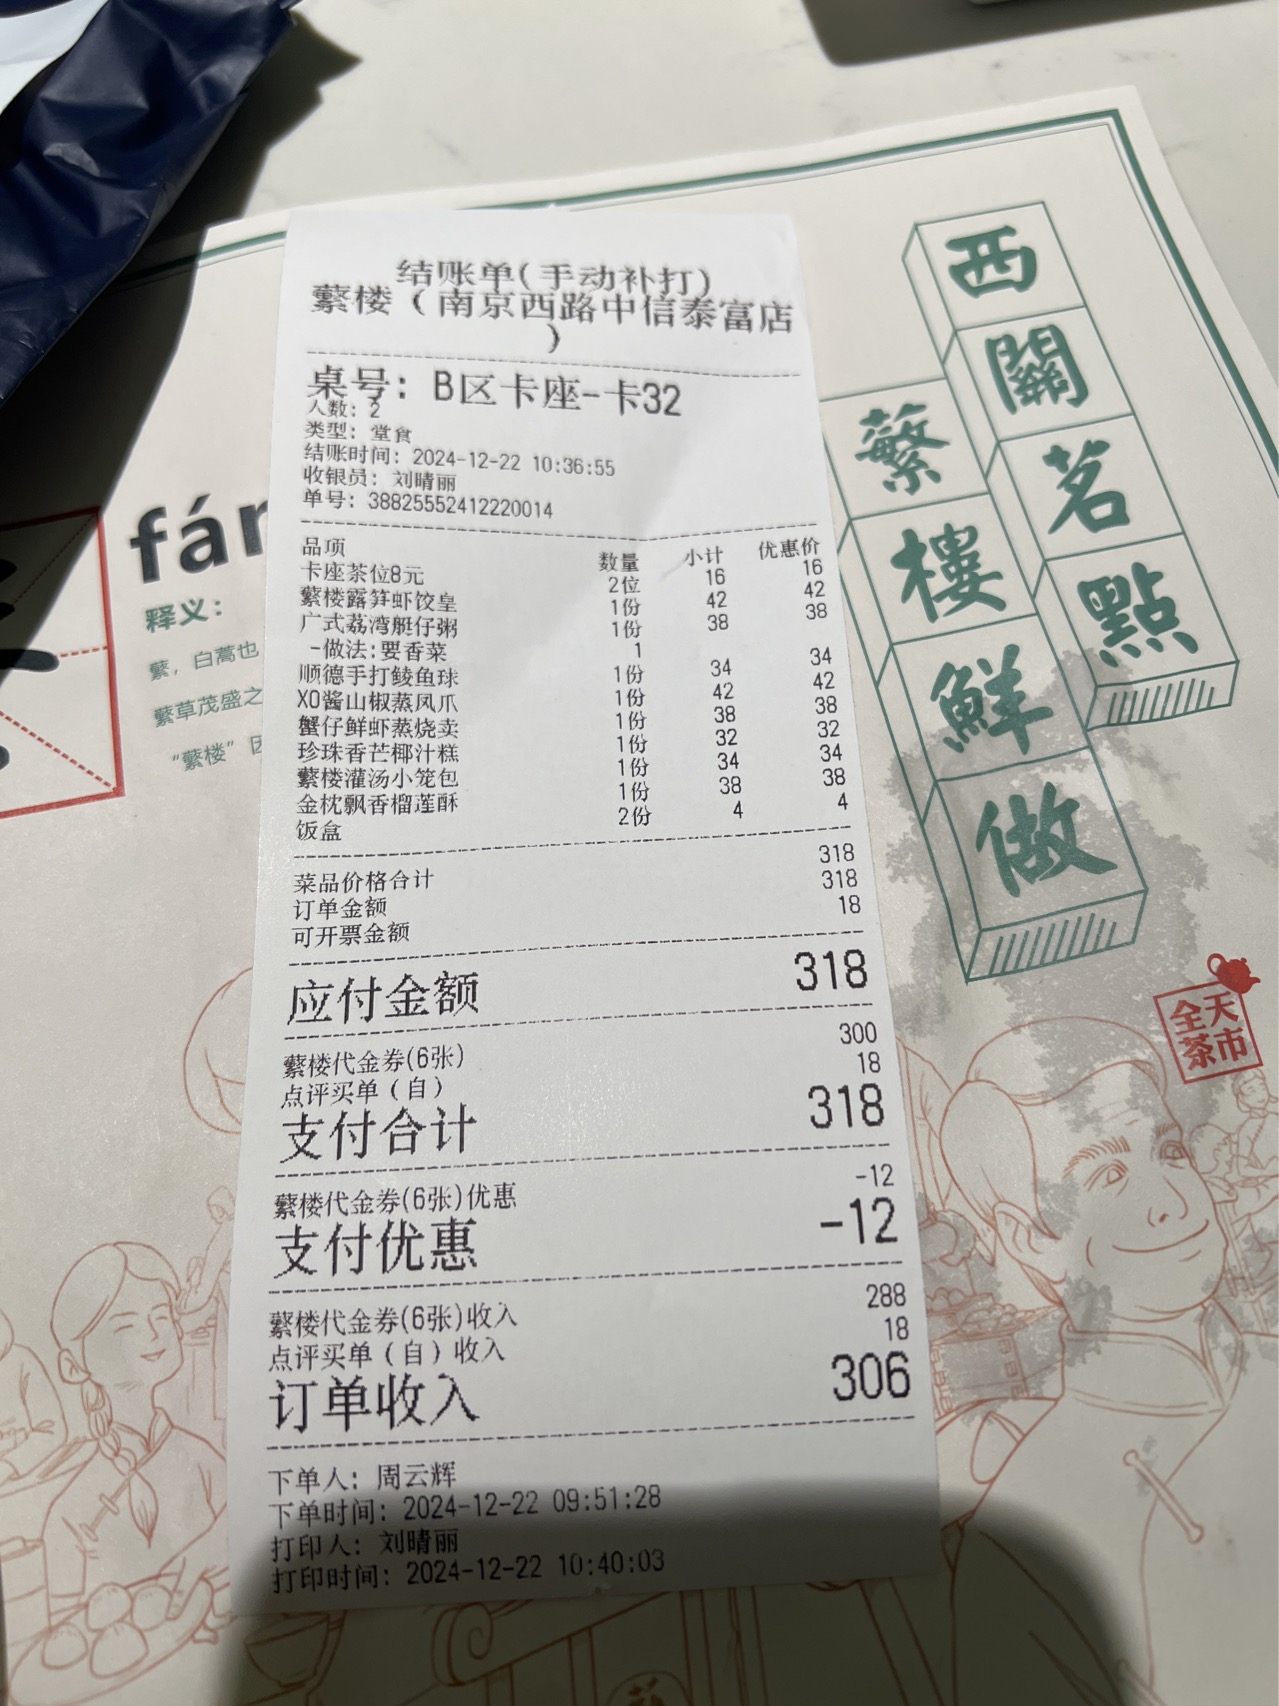 结账单(手动补打)
蘩楼（南京西路中信泰富店
）
桌号: B区卡座-卡32
人数: 2
类型: 堂食
结账时间: 2024-12-22 10:36:55
收银员: 刘晴丽
单号: 38825552412220014
品项 数量 小计 优惠价
卡座茶位8元 2位 16 16
蘩楼露笋虾饺皇 1份 42 42
广式荔湾艇仔粥 1份 38 38
-做法:要香菜 1
顺德手打鲮鱼球 1份 34 34
XO酱山椒蒸凤爪 1份 42 42
蟹仔鲜虾蒸烧卖 1份 38 38
珍珠香芒椰汁糕 1份 32 32
蘩楼灌汤小笼包 1份 34 34
金枕飘香榴莲酥 1份 38 38
饭盒 2份 4 4
菜品价格合计 318
订单金额 318
可开票金额 18
应付金额 318
蘩楼代金券(6张) 300
点评买单（自） 18
支付合计 318
蘩楼代金券(6张)优惠 -12
支付优惠 -12
蘩楼代金券(6张)收入 288
点评买单（自）收入 18
订单收入 306
下单人: 周云辉
下单时间: 2024-12-22 09:51:28
打印人: 刘晴丽
打印时间: 2024-12-22 10:40:03
fán
释义:
蘩，白蒿也
蘩草茂盛之
“蘩楼”因
西關茗點
蘩樓鮮做
全天
茶市